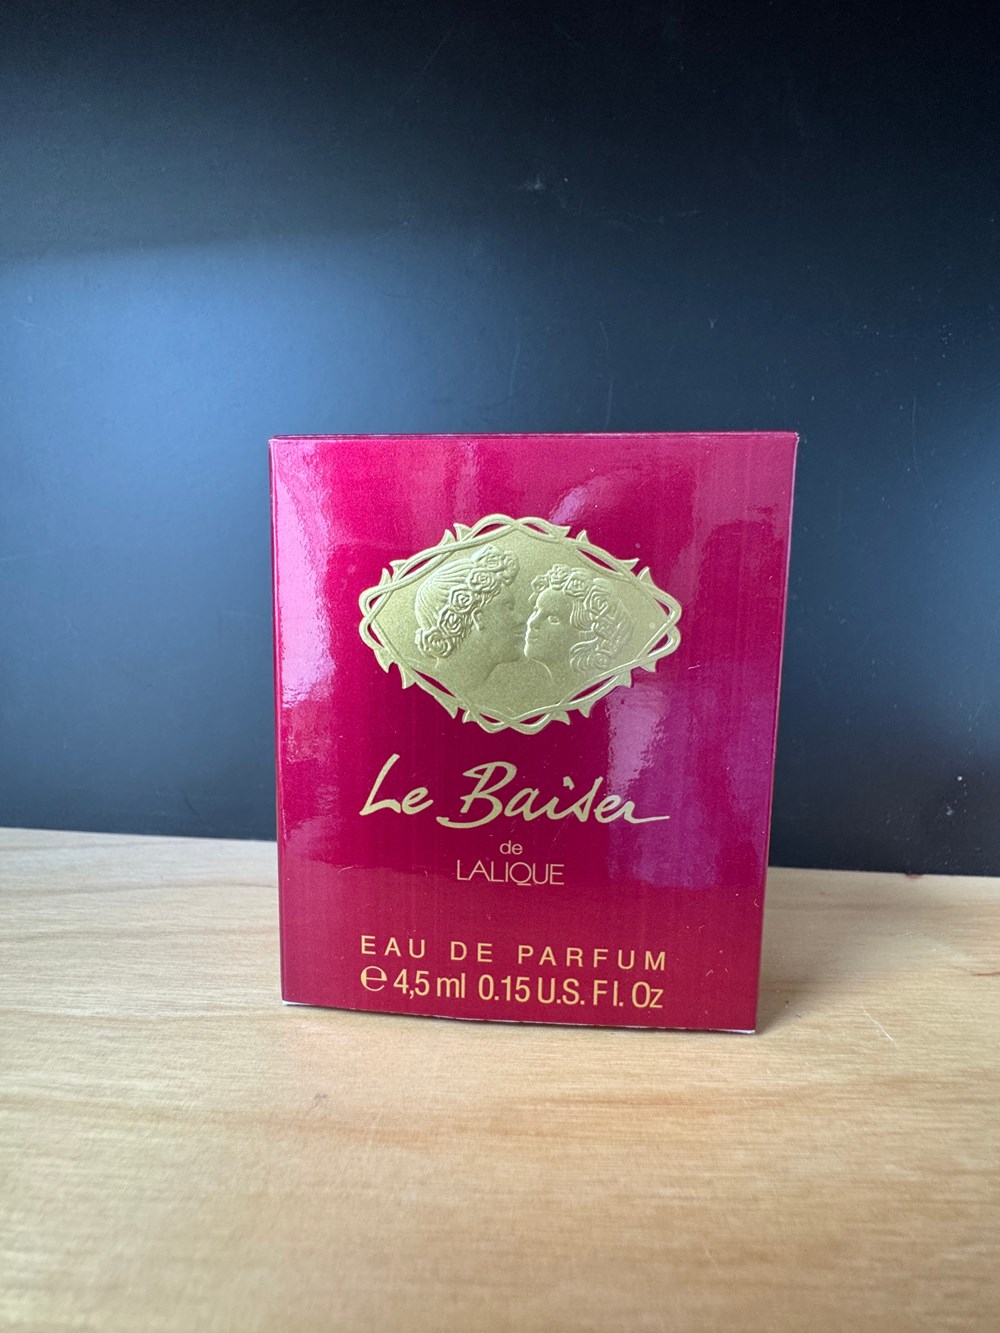 Le Baiser
de
LALIQUE
EAU DE PARFUM
℮ 4,5 ml 0.15 U.S. Fl. Oz